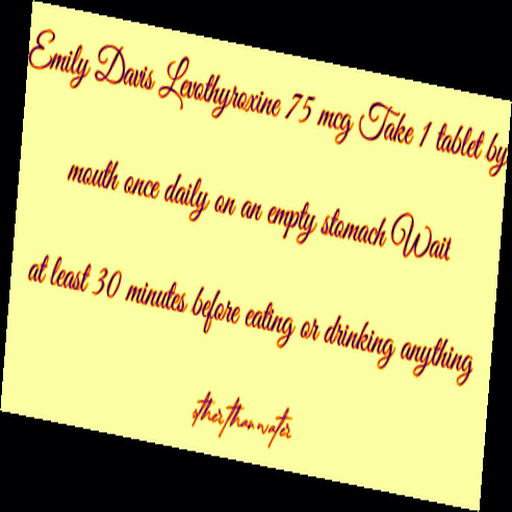 Emily Davis Levothyroxine 75 mcg Take 1 tablet by
mouth once daily on an empty stomach Wait
at least 30 minutes before eating or drinking anything
other than water